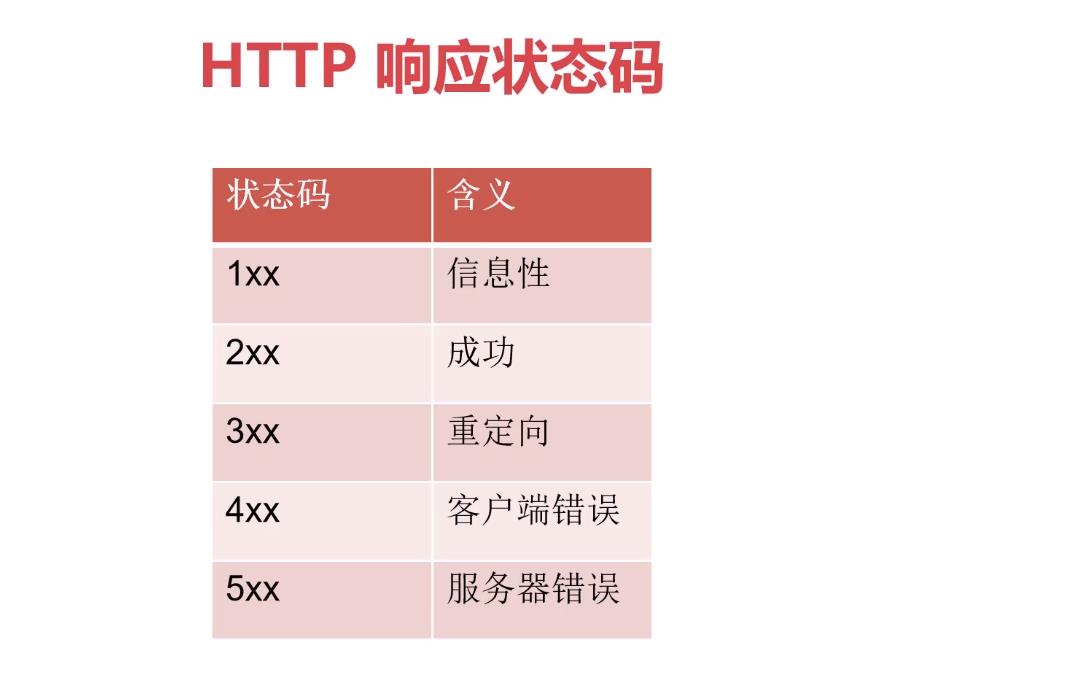 HTTP 响应状态码
状态码 含义
1xx 信息性
2xx 成功
3xx 重定向
4xx 客户端错误
5xx 服务器错误